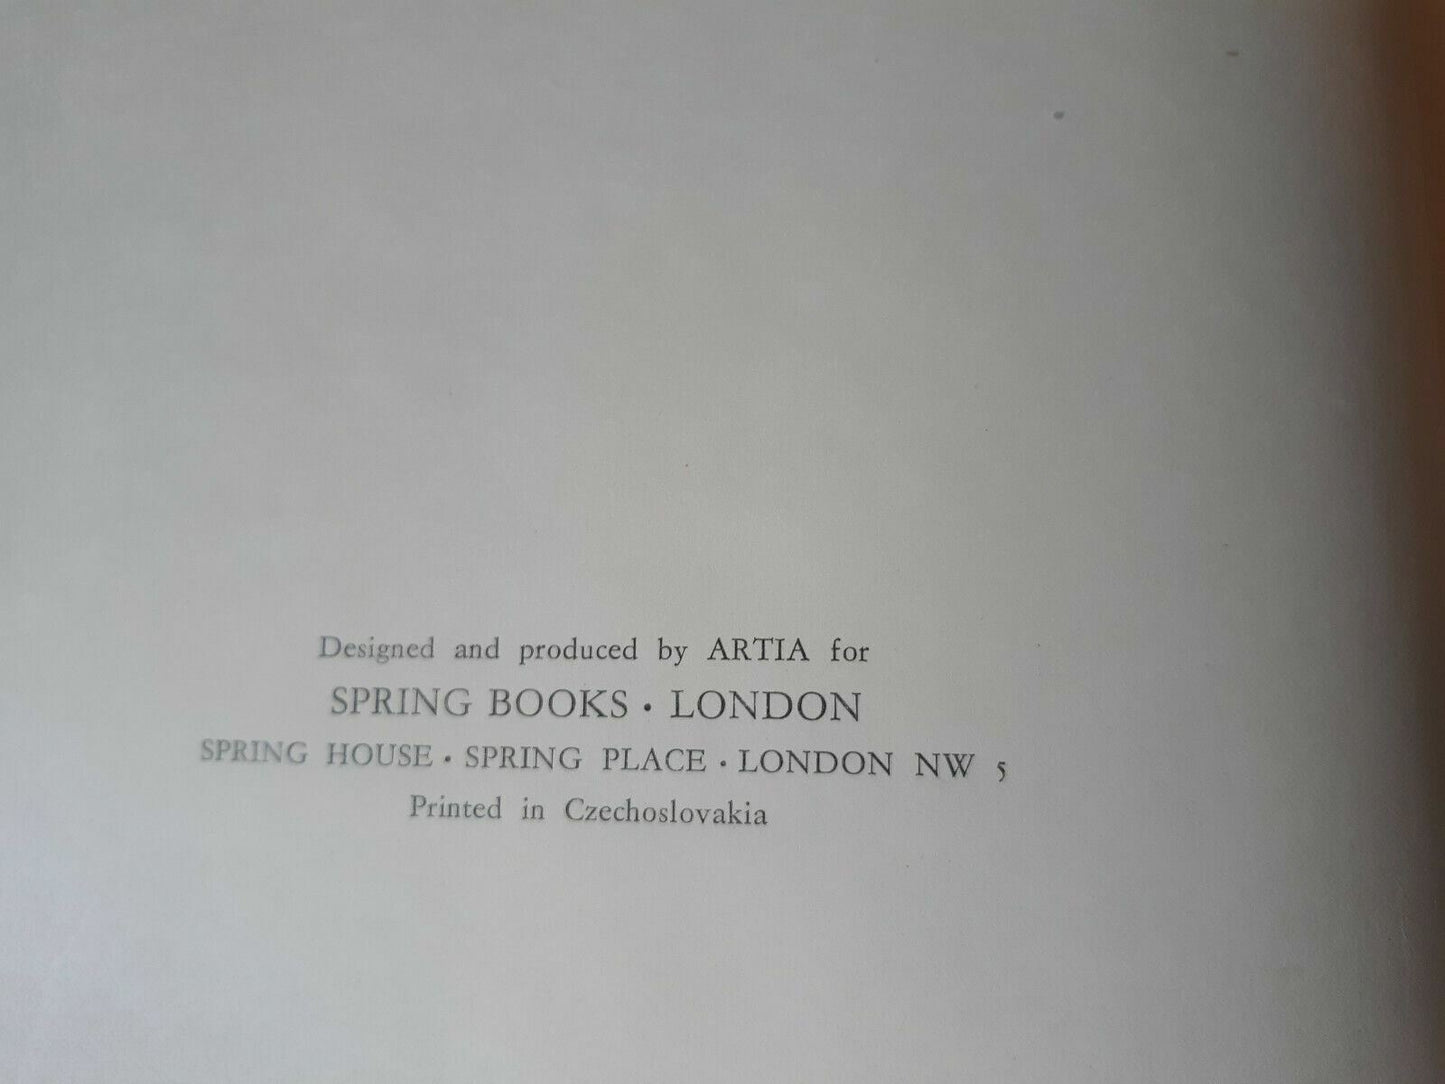 Designed and produced by ARTIA for
SPRING BOOKS • LONDON
SPRING HOUSE • SPRING PLACE • LONDON NW 5
Printed in Czechoslovakia